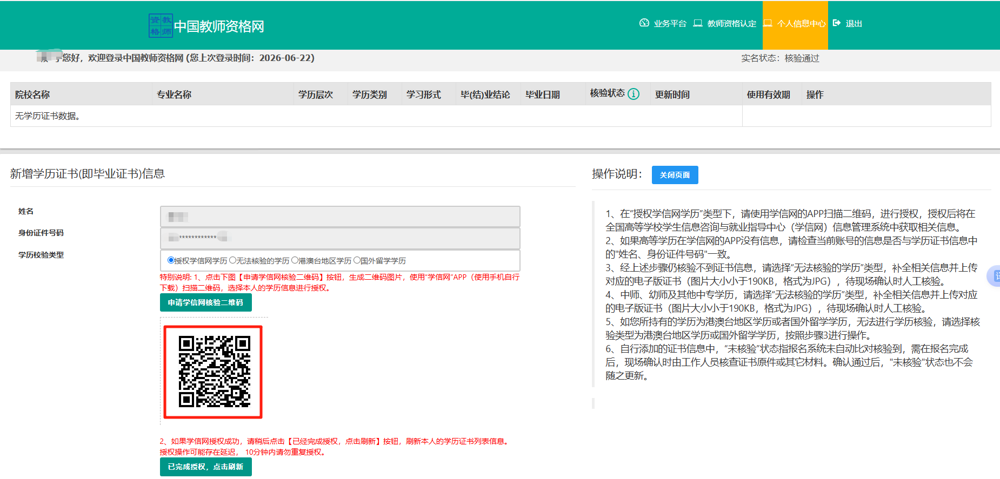 资教
格师
中国教师资格网
业务平台 教师资格认定 个人信息中心 退出
您好，欢迎登录中国教师资格网 (您上次登录时间：2026-06-22) 实名状态：核验通过
院校名称 专业名称 学历层次 学历类别 学习形式 毕(结)业结论 毕业日期 核验状态 更新时间 使用有效期 操作
无学历证书数据。
新增学历证书(即毕业证书)信息
姓名
身份证件号码 ************
学历校验类型 授权学信网学历 无法核验的学历 港澳台地区学历 国外留学学历
特别说明: 1、点击下图【申请学信网核验二维码】按钮，生成二维码图片，使用"学信网"APP（使用手机自行
下载）扫描二维码，选择本人的学历信息进行授权。
申请学信网核验二维码
2、如果学信网授权成功，请稍后点击【已经完成授权，点击刷新】按钮，刷新本人的学历证书列表信息。
授权操作可能存在延迟， 10分钟内请勿重复授权。
已完成授权，点击刷新
操作说明： 关闭页面
1、在"授权学信网学历"类型下，请使用学信网的APP扫描二维码，进行授权，授权后将在
全国高等学校学生信息咨询与就业指导中心（学信网）信息管理系统中获取相关信息。
2、如果高等学历在学信网的APP没有信息，请检查当前账号的信息是否与学历证书信息中
的"姓名、身份证件号码"一致。
3、经上述步骤仍核验不到证书信息，请选择"无法核验的学历"类型，补全相关信息并上传
对应的电子版证书（图片大小小于190KB，格式为JPG），待现场确认时人工核验。
4、中师、幼师及其他中专学历，请选择"无法核验的学历"类型，补全相关信息并上传对应
的电子版证书（图片大小小于190KB，格式为JPG），待现场确认时人工核验。
5、如您所持有的学历为港澳台地区学历或者国外留学学历，无法进行学历核验，请选择核
验类型为港澳台地区学历或国外留学学历，按照步骤3进行操作。
6、自行添加的证书信息中，"未核验"状态指报名系统未自动比对核验到，需在报名完成
后，现场确认时由工作人员核查证书原件或其它材料。确认通过后，"未核验"状态也不会
随之更新。